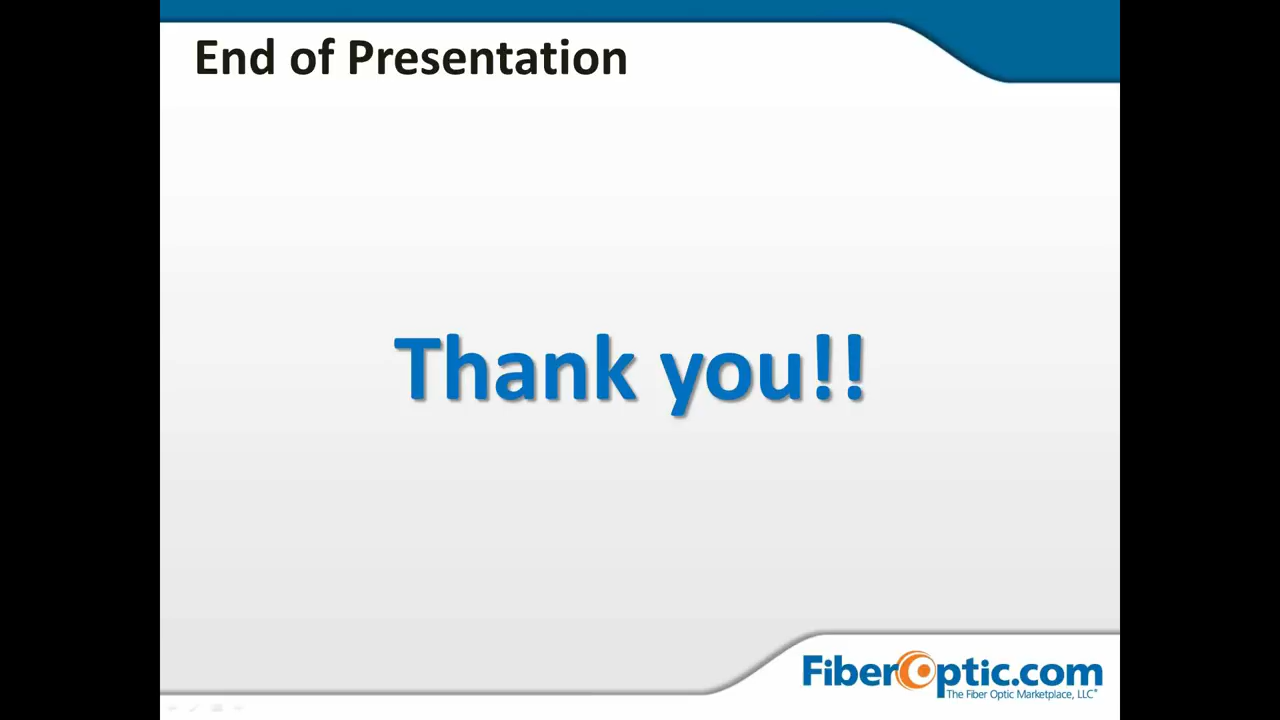 End of Presentation
Thank you!!
FiberOptic.com
The Fiber Optic Marketplace, LLC®